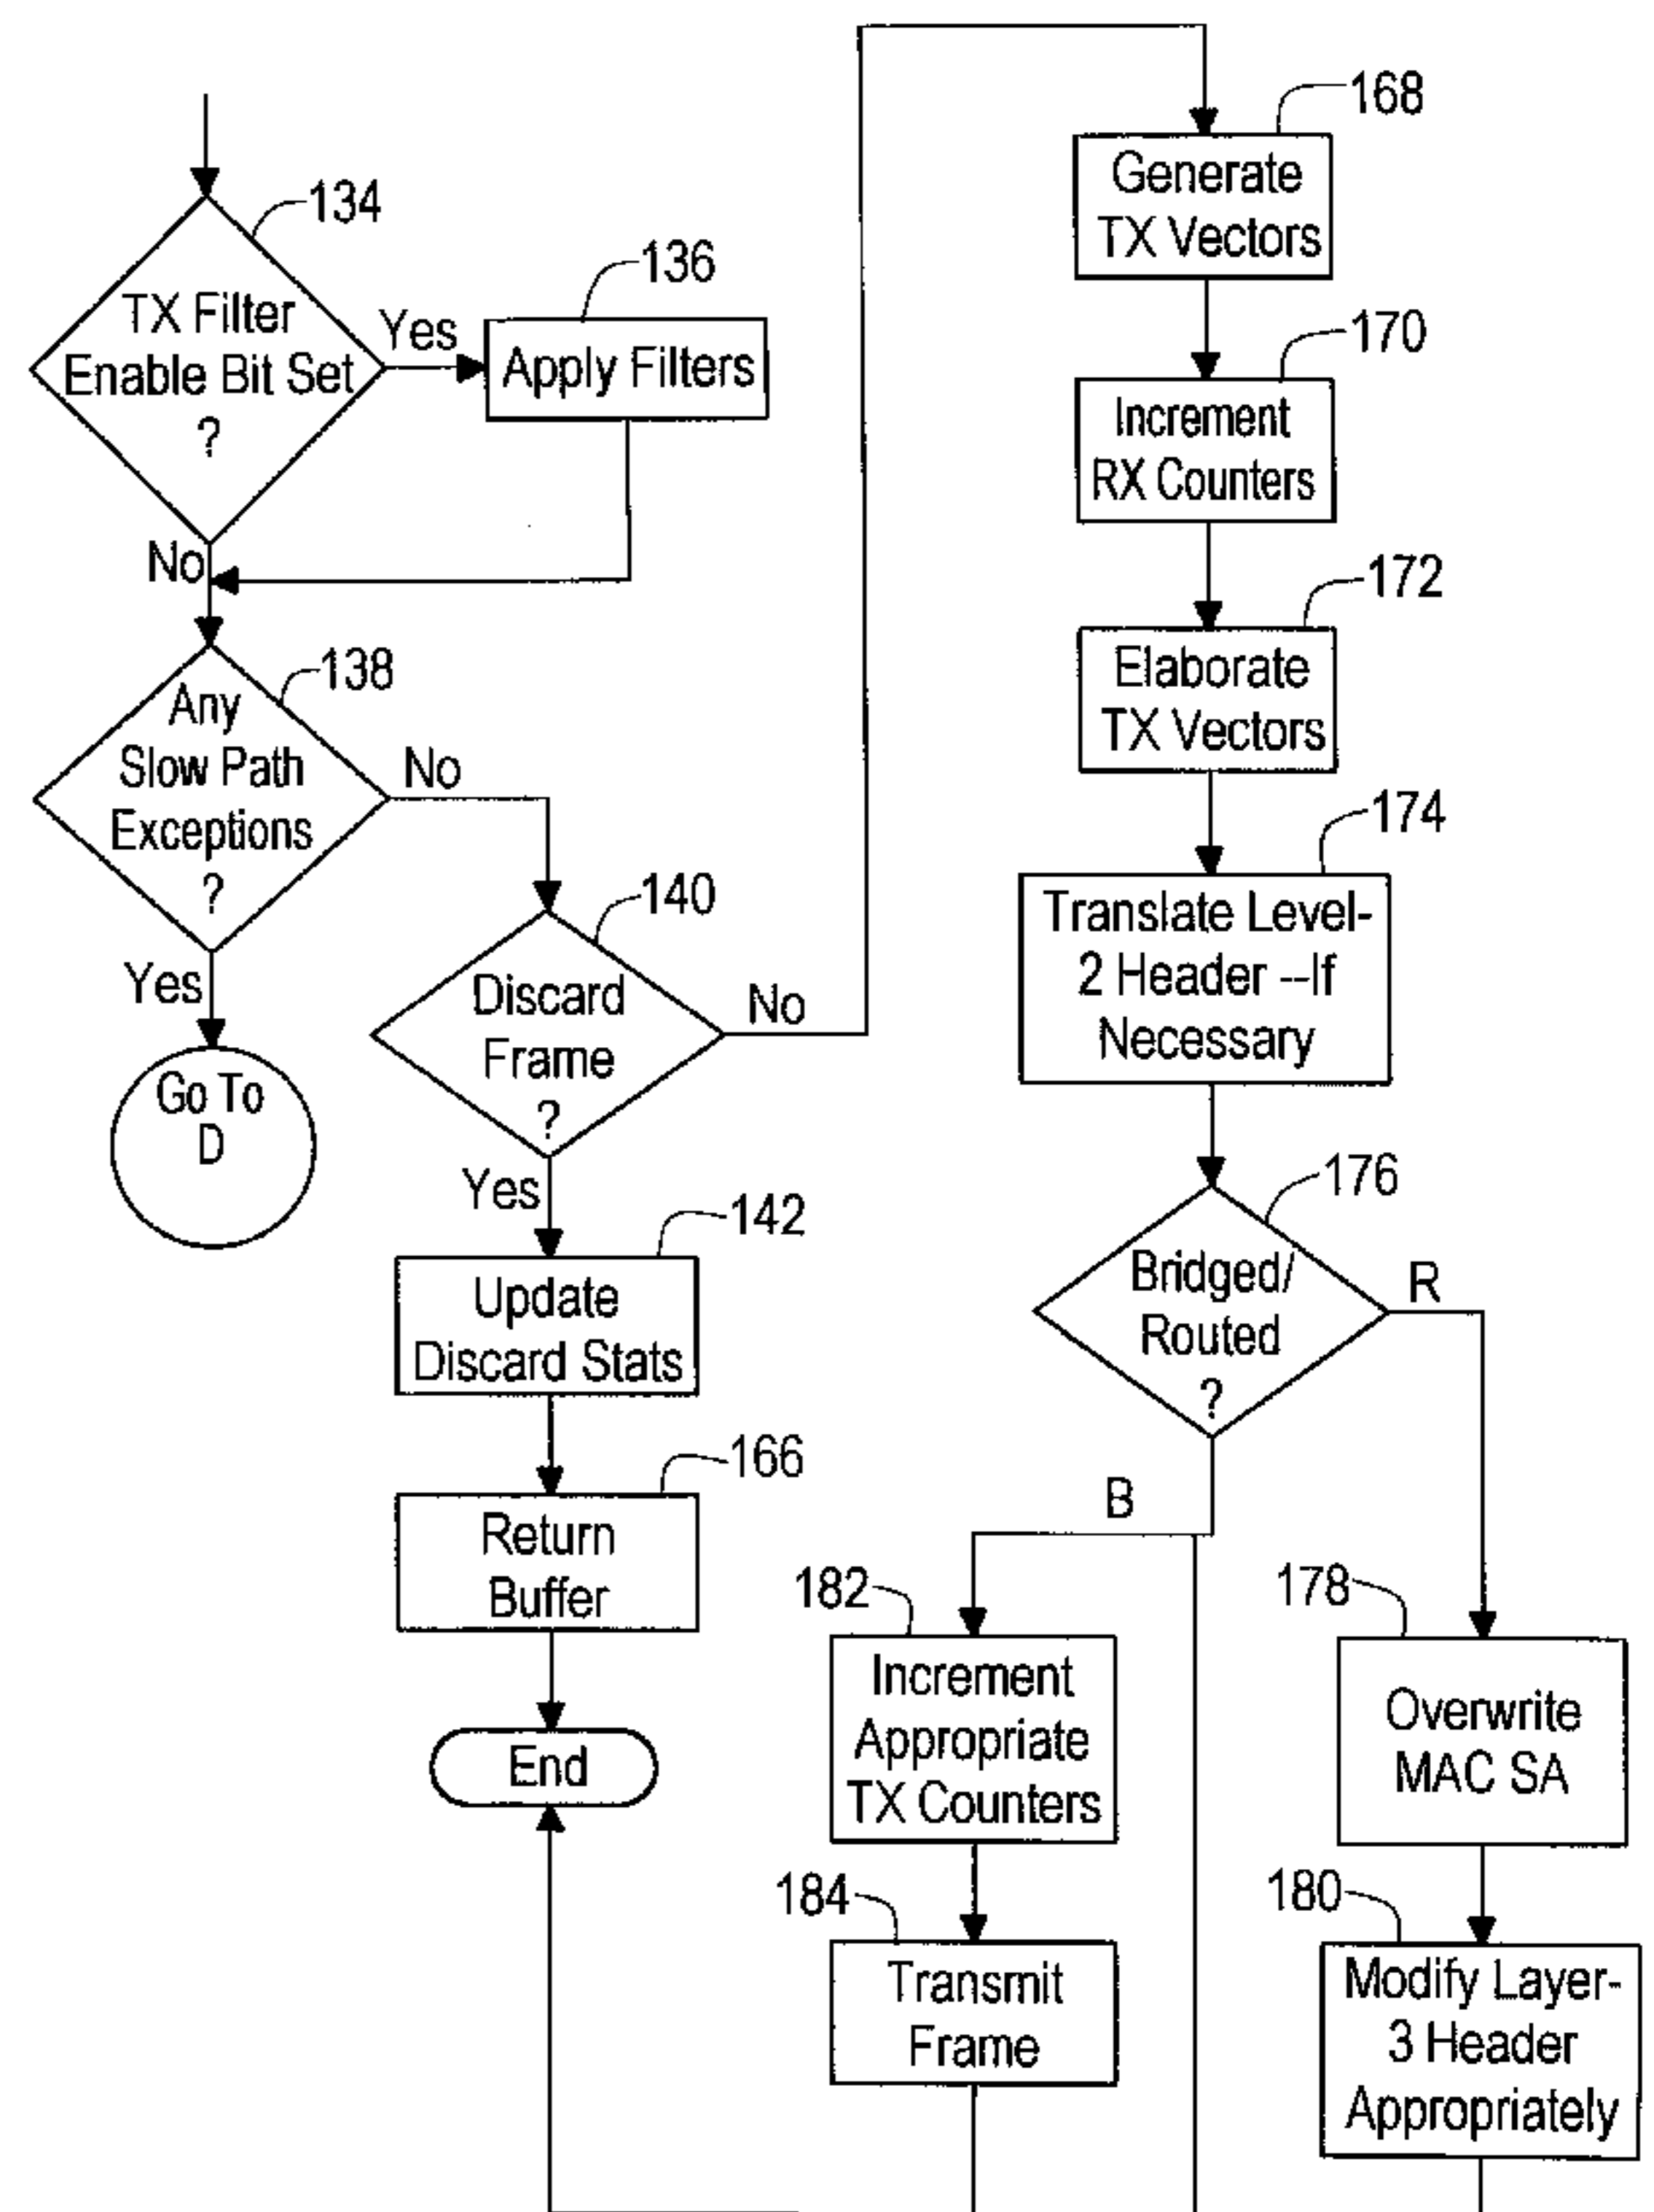 134
TX Filter
Enable Bit Set
?
Yes
136
Apply Filters
No
138
Any
Slow Path
Exceptions
?
No
Yes
Go To
D
140
Discard
Frame
?
No
Yes
142
Update
Discard Stats
166
Return
Buffer
End
168
Generate
TX Vectors
170
Increment
RX Counters
172
Elaborate
TX Vectors
174
Translate Level-
2 Header --If
Necessary
176
Bridged/
Routed
?
R
B
182
Increment
Appropriate
TX Counters
184
Transmit
Frame
178
Overwrite
MAC SA
180
Modify Layer-
3 Header
Appropriately